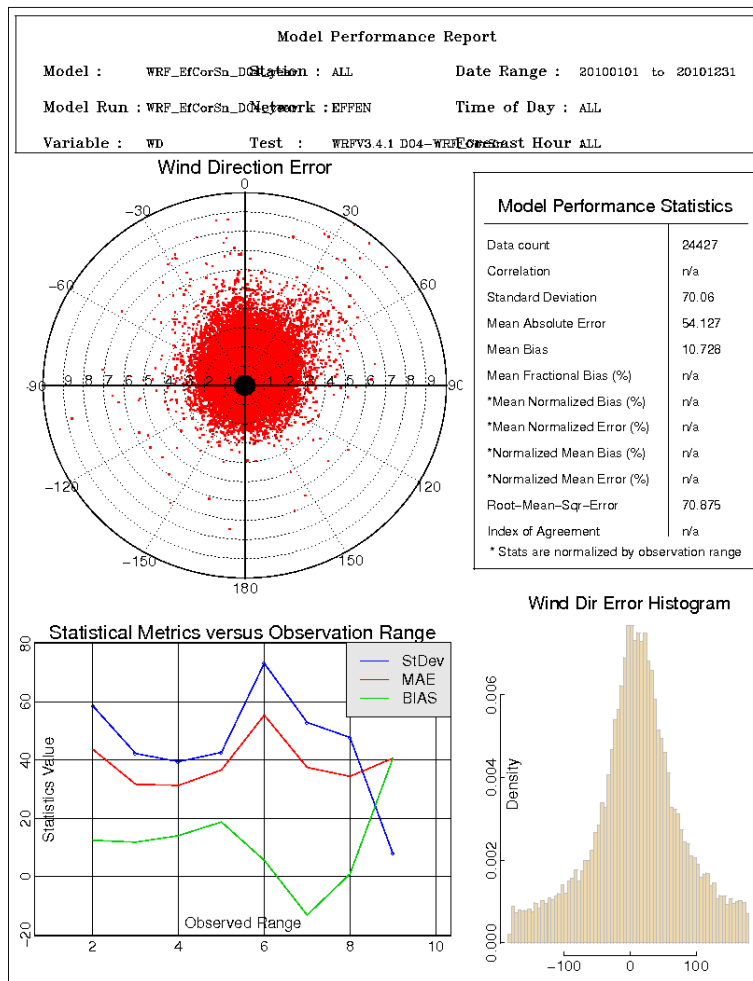 Model Performance Report
Model : WRF_EfCorSn_D04_year Station : ALL Date Range : 20100101 to 20101231
Model Run : WRF_EfCorSn_D04_year Network : EFFEN Time of Day : ALL
Variable : WD Test : WRFV3.4.1 D04-WRF_ Forecast Hour : ALL
Wind Direction Error
0
-30 30
-60 60
-90 9 8 7 6 5 4 3 2 1 1 2 3 4 5 6 7 8 9 90
-120 120
-150 150
180
Model Performance Statistics
Data count 24427
Correlation n/a
Standard Deviation 70.06
Mean Absolute Error 54.127
Mean Bias 10.728
Mean Fractional Bias (%) n/a
*Mean Normalized Bias (%) n/a
*Mean Normalized Error (%) n/a
*Normalized Mean Bias (%) n/a
*Normalized Mean Error (%) n/a
Root-Mean-Sqr-Error 70.875
Index of Agreement n/a
* Stats are normalized by observation range
Statistical Metrics versus Observation Range
StDev
MAE
BIAS
Statistics Value
80
60
40
20
0
-20
Observed Range
2 4 6 8 10
Wind Dir Error Histogram
Density
0.006
0.004
0.002
0.000
-100 0 100